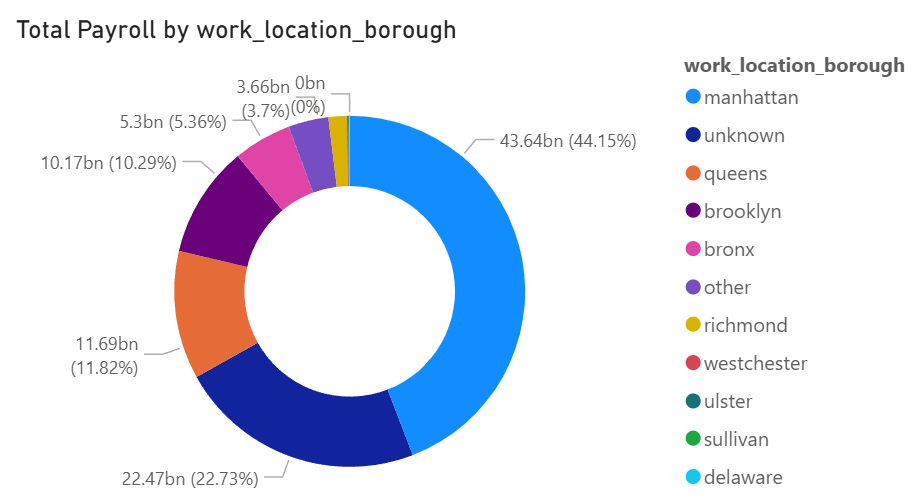 Total Payroll by work_location_borough
work_location_borough
manhattan
unknown
queens
brooklyn
bronx
other
richmond
westchester
ulster
sullivan
delaware
43.64bn (44.15%)
22.47bn (22.73%)
11.69bn
(11.82%)
10.17bn (10.29%)
5.3bn (5.36%)
3.66bn
(3.7%)
0bn
(0%)